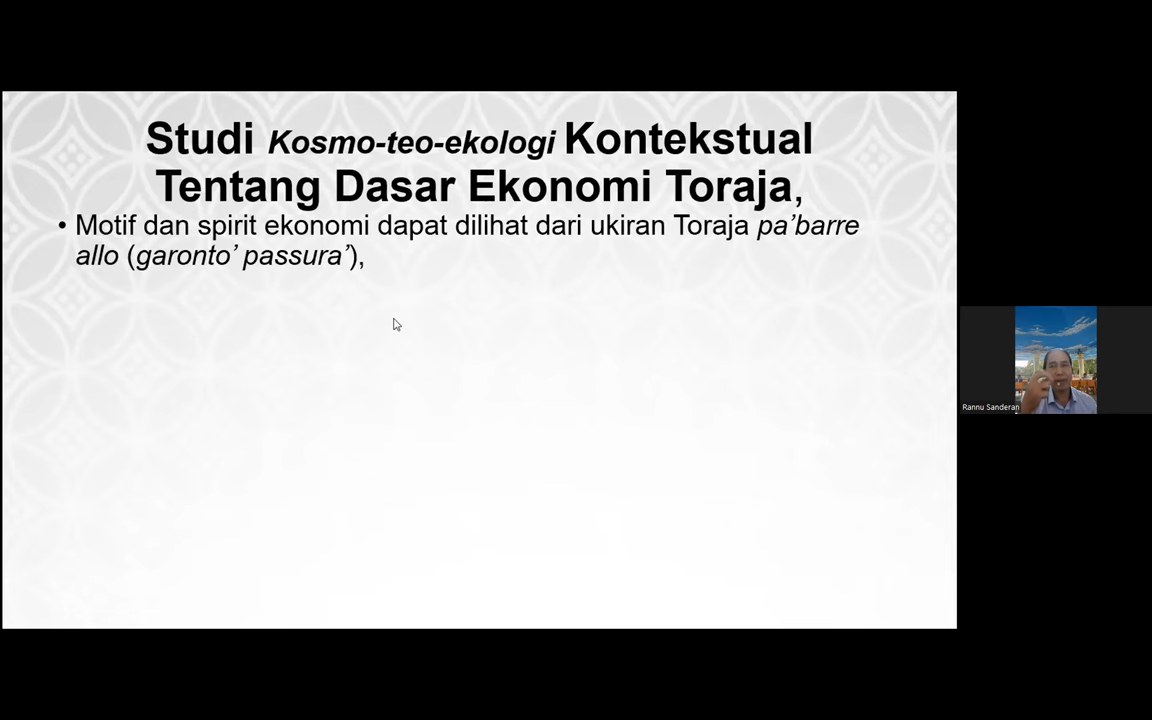 Studi Kosmo-teo-ekologi Kontekstual
Tentang Dasar Ekonomi Toraja,
• Motif dan spirit ekonomi dapat dilihat dari ukiran Toraja pa’barre
allo (garonto’ passura’),
Rannu Sanderan